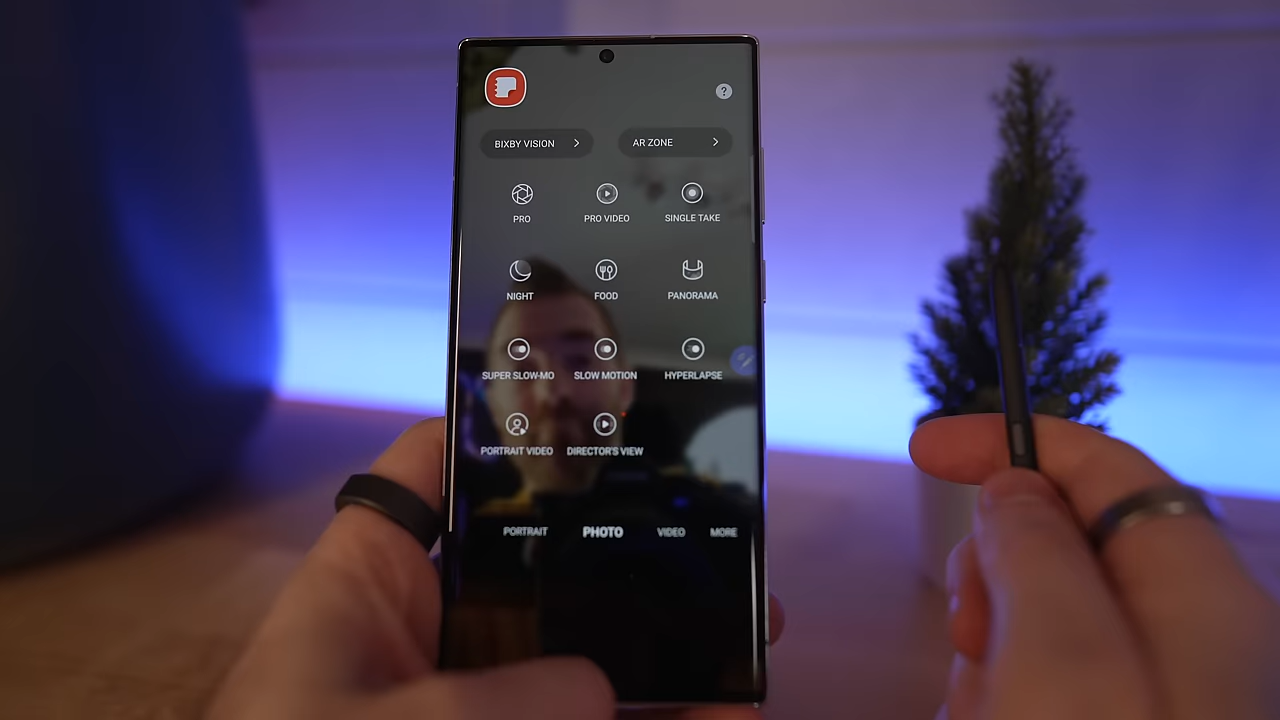 ?
BIXBY VISION
AR ZONE
PRO
PRO VIDEO
SINGLE TAKE
NIGHT
FOOD
PANORAMA
SUPER SLOW-MO
SLOW MOTION
HYPERLAPSE
PORTRAIT VIDEO
DIRECTOR'S VIEW
PORTRAIT
PHOTO
VIDEO
MORE